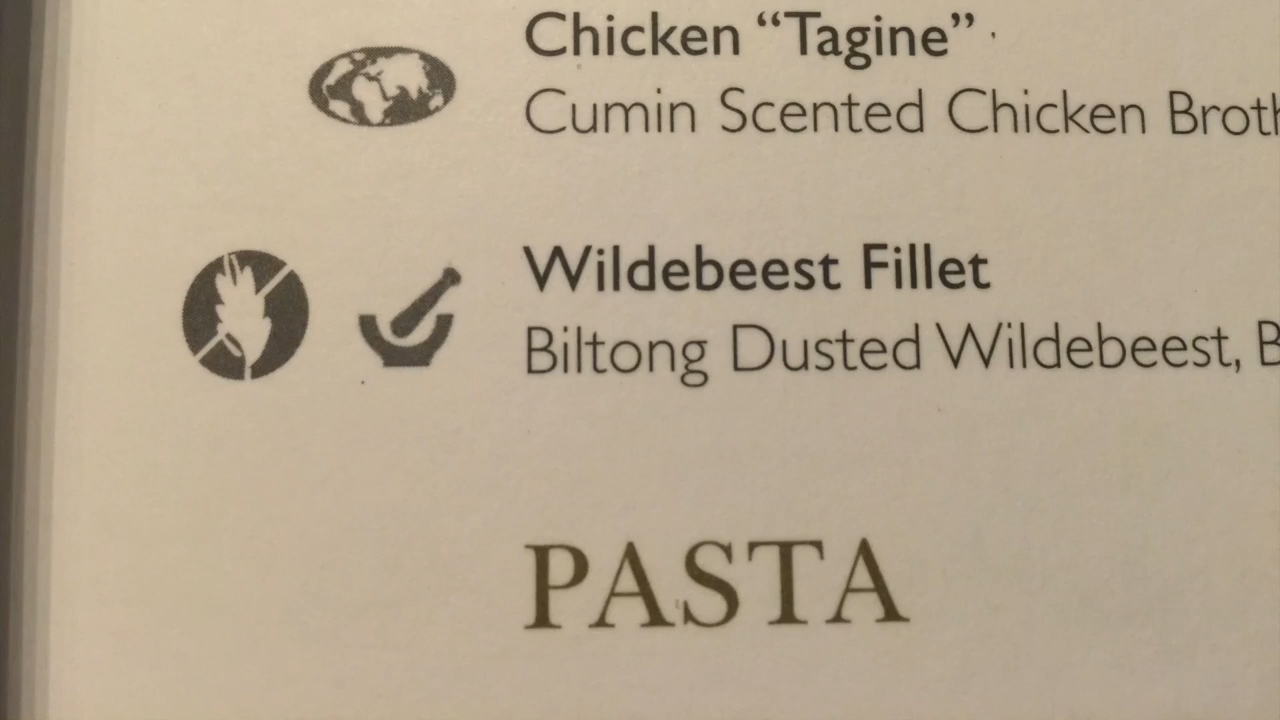 Chicken “Tagine”
Cumin Scented Chicken Broth
Wildebeest Fillet
Biltong Dusted Wildebeest, B
PASTA